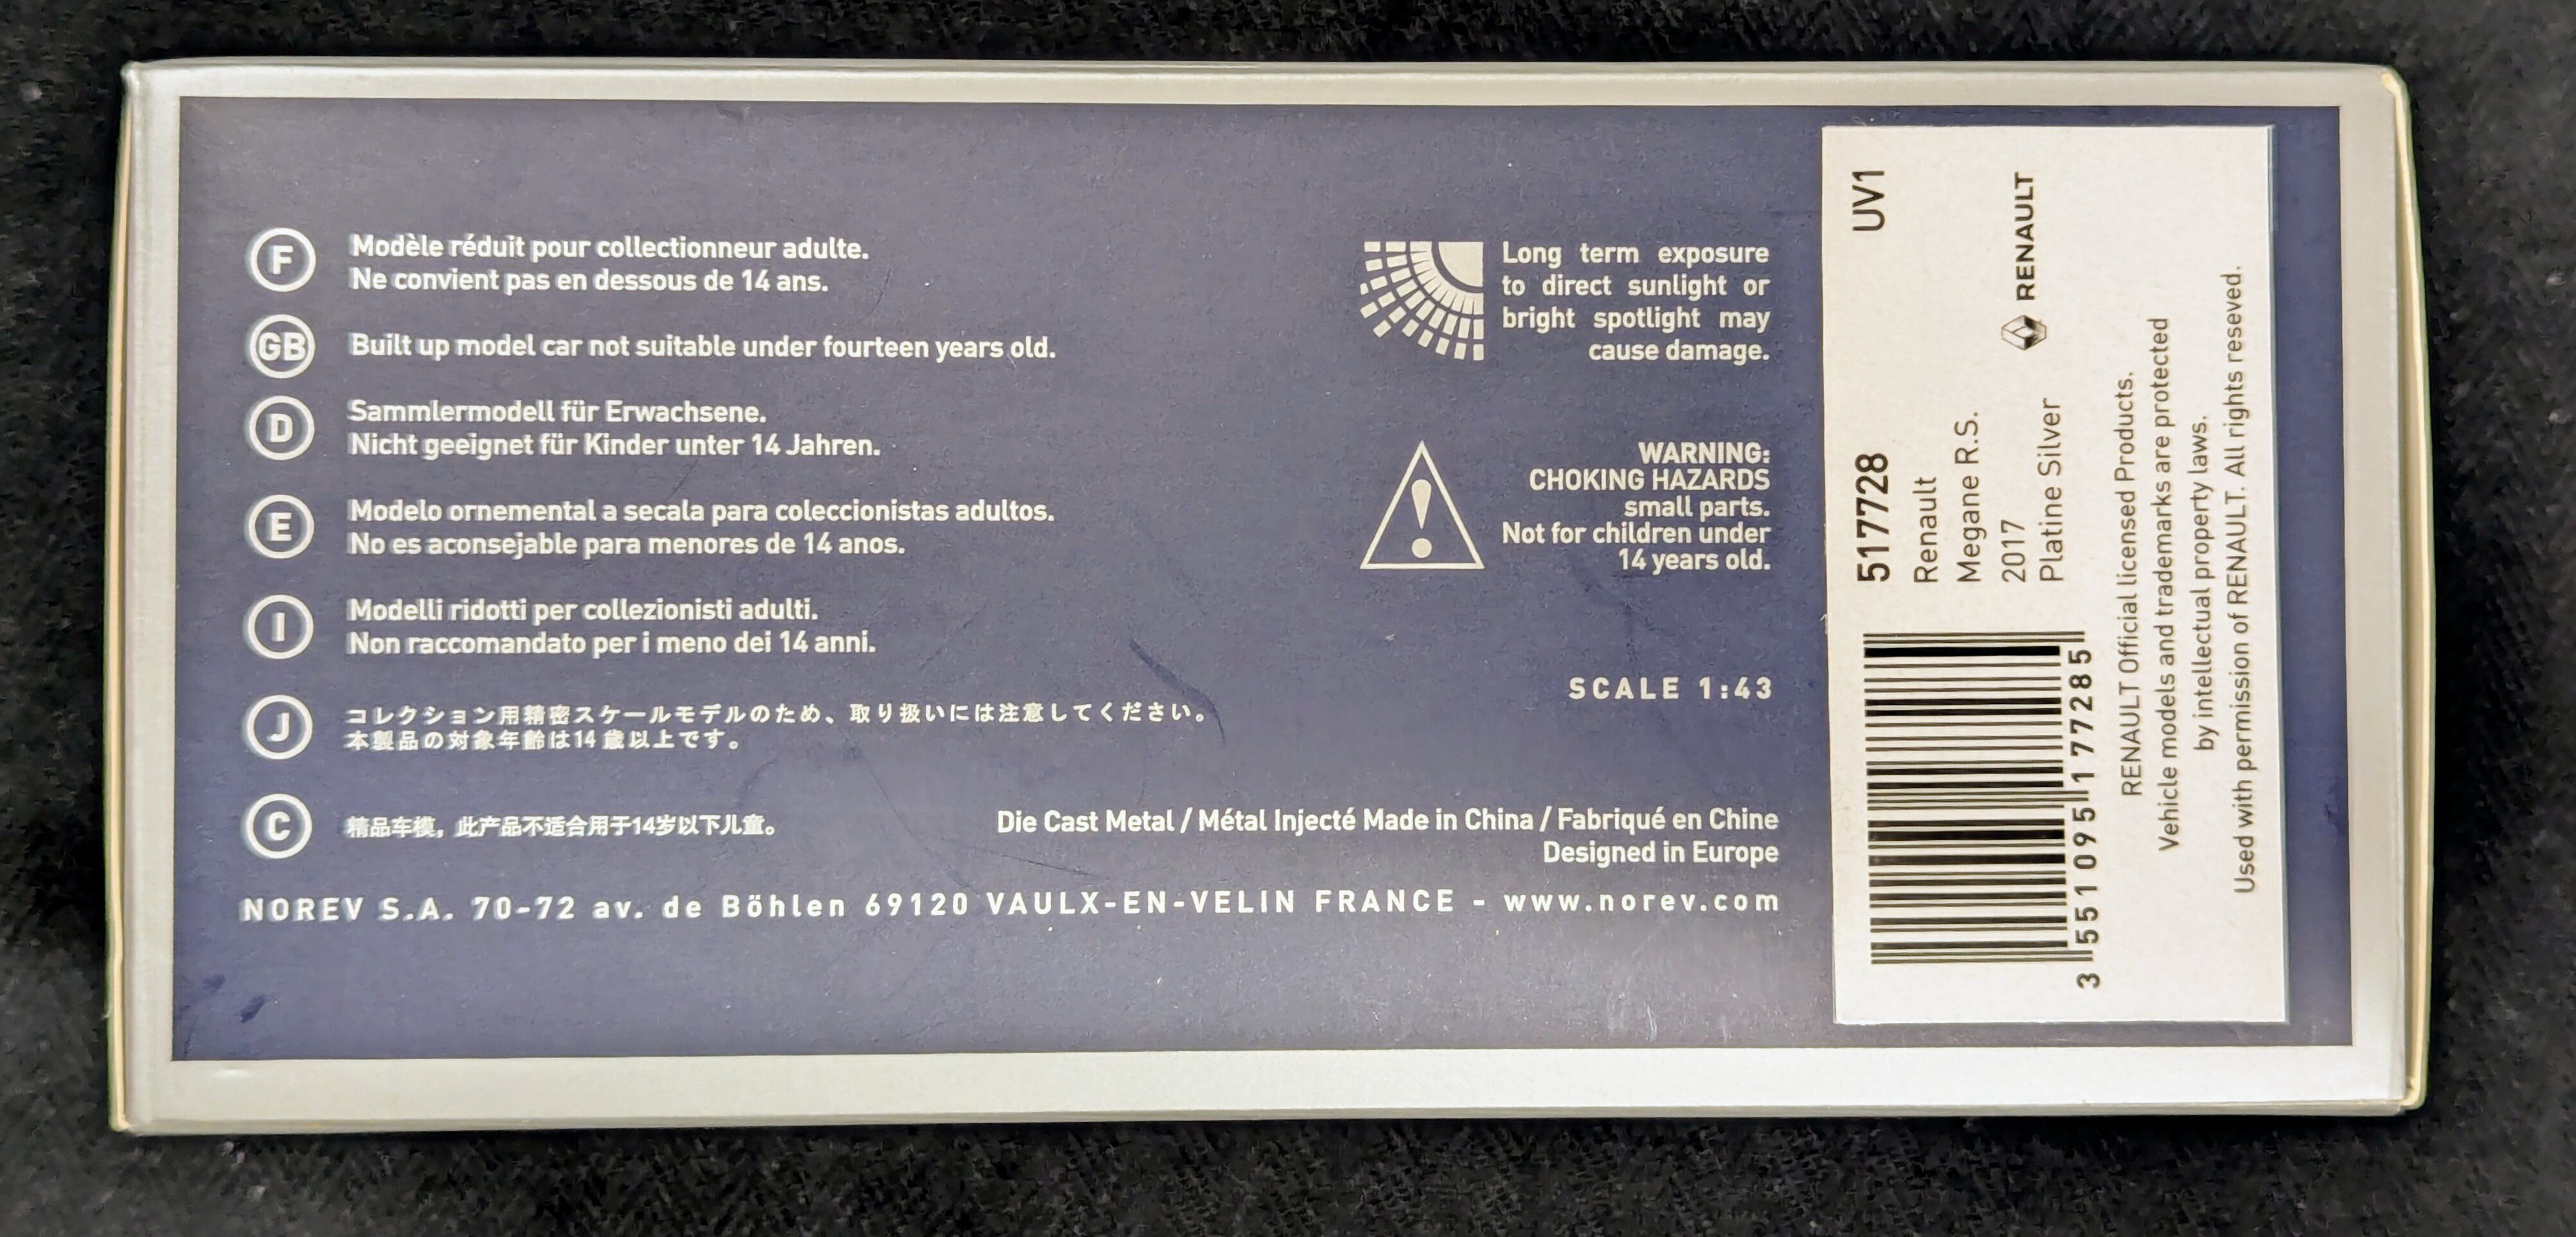 F
Modèle réduit pour collectionneur adulte.
Ne convient pas en dessous de 14 ans.
GB
Built up model car not suitable under fourteen years old.
D
Sammlermodell für Erwachsene.
Nicht geeignet für Kinder unter 14 Jahren.
E
Modelo ornemental a secala para coleccionistas adultos.
No es aconsejable para menores de 14 anos.
I
Modelli ridotti per collezionisti adulti.
Non raccomandato per i meno dei 14 anni.
J
コレクション用精密スケールモデルのため、取り扱いには注意してください。
本製品の対象年齢は14歳以上です。
C
精品车模，此产品不适合用于14岁以下儿童。
Long term exposure
to direct sunlight or
bright spotlight may
cause damage.
WARNING:
CHOKING HAZARDS
small parts.
Not for children under
14 years old.
SCALE 1:43
Die Cast Metal / Métal Injecté Made in China / Fabriqué en Chine
Designed in Europe
NOREV S.A. 70-72 av. de Böhlen 69120 VAULX-EN-VELIN FRANCE - www.norev.com
517728
UV1
Renault
Megane R.S.
2017
Platine Silver
RENAULT
3 551095 177285
RENAULT Official licensed Products.
Vehicle models and trademarks are protected
by intellectual property laws.
Used with permission of RENAULT. All rights reseved.